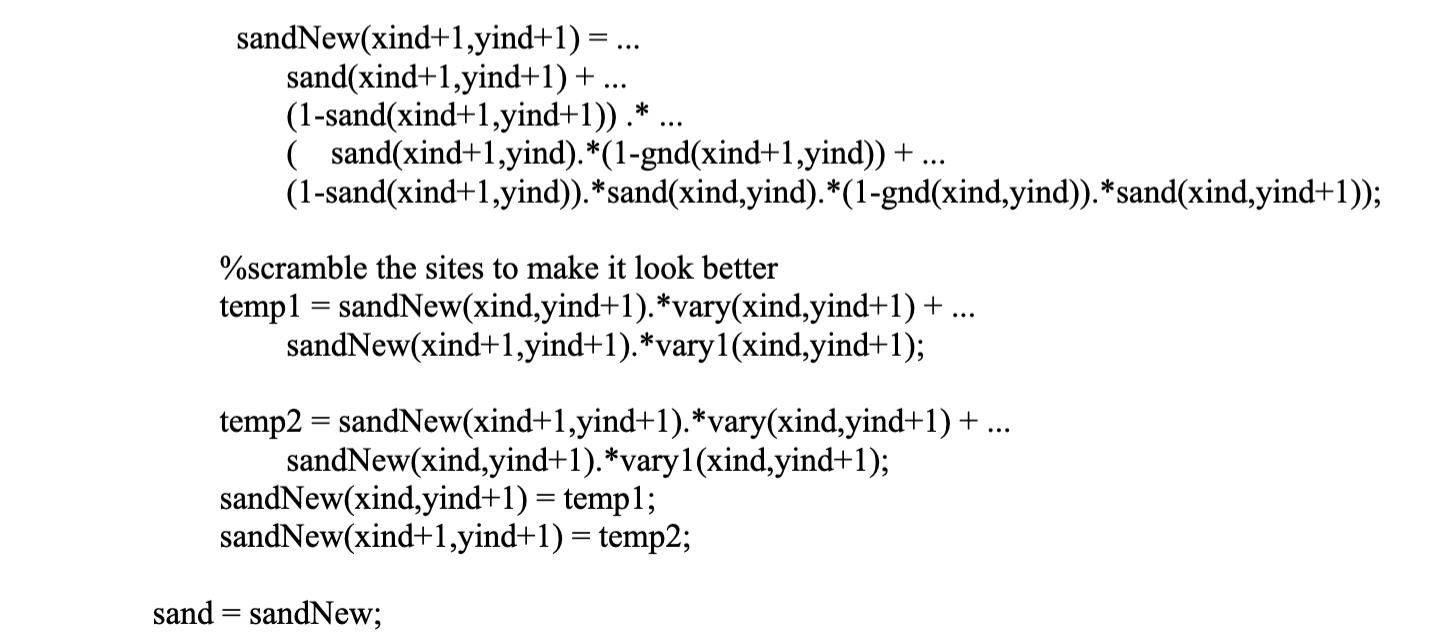 sandNew(xind+1,yind+1) = ...
sand(xind+1,yind+1) + ...
(1-sand(xind+1,yind+1)) .* ...
( sand(xind+1,yind).*(1-gnd(xind+1,yind)) + ...
(1-sand(xind+1,yind)).*sand(xind,yind).*(1-gnd(xind,yind)).*sand(xind,yind+1));
%scramble the sites to make it look better
temp1 = sandNew(xind,yind+1).*vary(xind,yind+1) + ...
sandNew(xind+1,yind+1).*vary1(xind,yind+1);
temp2 = sandNew(xind+1,yind+1).*vary(xind,yind+1) + ...
sandNew(xind,yind+1).*vary1(xind,yind+1);
sandNew(xind,yind+1) = temp1;
sandNew(xind+1,yind+1) = temp2;
sand = sandNew;